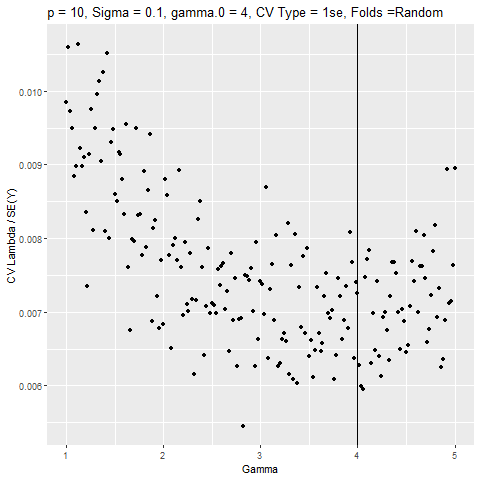 p = 10, Sigma = 0.1, gamma.0 = 4, CV Type = 1se, Folds =Random
0.010
0.009
0.008
0.007
0.006
CV Lambda / SE(Y)
1 2 3 4 5
Gamma